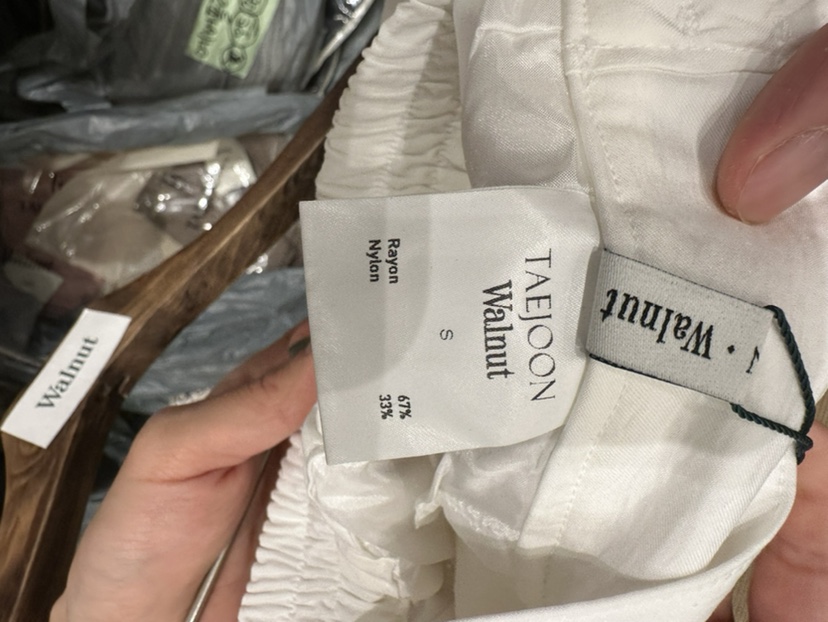 TAEJOON
Walnut
S
Rayon 67%
Nylon 33%
Walnut
Walnut